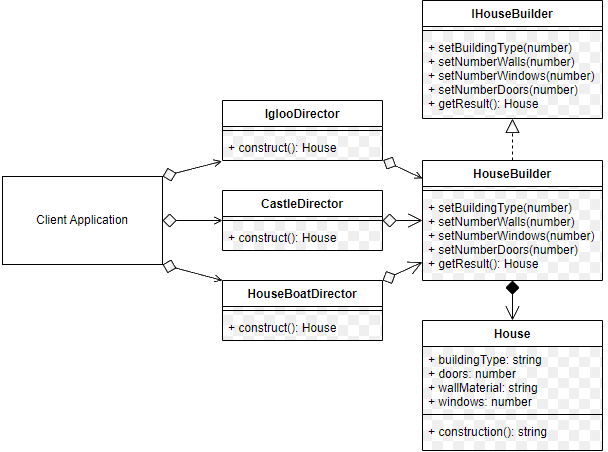 IHouseBuilder
+ setBuildingType(number)
+ setNumberWalls(number)
+ setNumberWindows(number)
+ setNumberDoors(number)
+ getResult(): House
IglooDirector
+ construct(): House
Client Application
CastleDirector
+ construct(): House
HouseBoatDirector
+ construct(): House
HouseBuilder
+ setBuildingType(number)
+ setNumberWalls(number)
+ setNumberWindows(number)
+ setNumberDoors(number)
+ getResult(): House
House
+ buildingType: string
+ doors: number
+ wallMaterial: string
+ windows: number
+ construction(): string